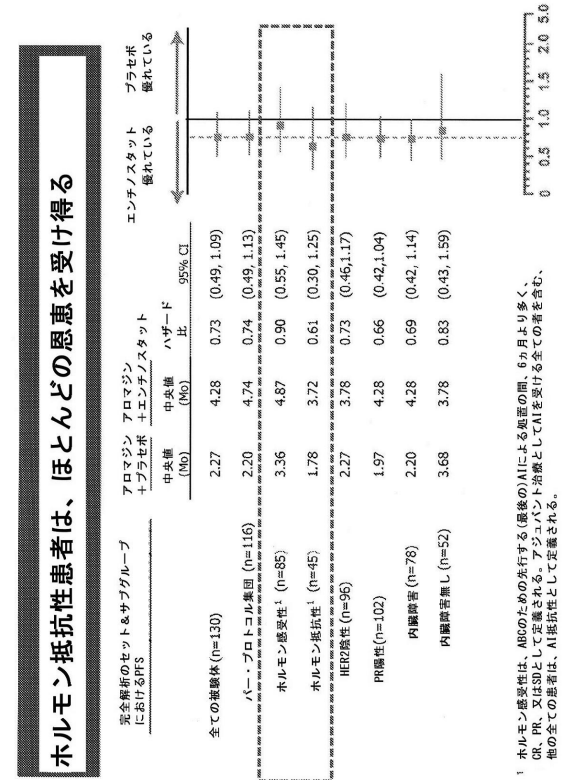 ホルモン抵抗性患者は、ほとんどの恩恵を受け得る
完全解析のセット＆サブグループ
におけるPFS
アロマジン
＋プラセボ
中央値
(Mo)
アロマジン
＋エンチノスタット
中央値
(Mo)
ハザード
比
95% CI
エンチノスタット
優れている
プラセボ
優れている
全ての被験体(n=130) 2.27 4.28 0.73 (0.49, 1.09)
パー・プロトコル集団 (n=116) 2.20 4.74 0.74 (0.49, 1.13)
ホルモン感受性¹ (n=85) 3.36 4.87 0.90 (0.55, 1.45)
ホルモン抵抗性¹ (n=45) 1.78 3.72 0.61 (0.30, 1.25)
HER2陰性(n=96) 2.27 3.78 0.73 (0.46,1.17)
PR陽性(n=102) 1.97 4.28 0.66 (0.42,1.04)
内臓障害(n=78) 2.20 4.28 0.69 (0.42, 1.14)
内臓障害無し(n=52) 3.68 3.78 0.83 (0.43, 1.59)
0 0.5 1.0 1.5 2.0 5.0
¹ ホルモン感受性は、ABCのための先行する(最後の)AIによる処置の間、6ヵ月より多く、
CR、PR、又はSDとして定義される。アジュバント治療としてAIを受ける全ての者を含む、
他の全ての患者は、AI抵抗性として定義される。